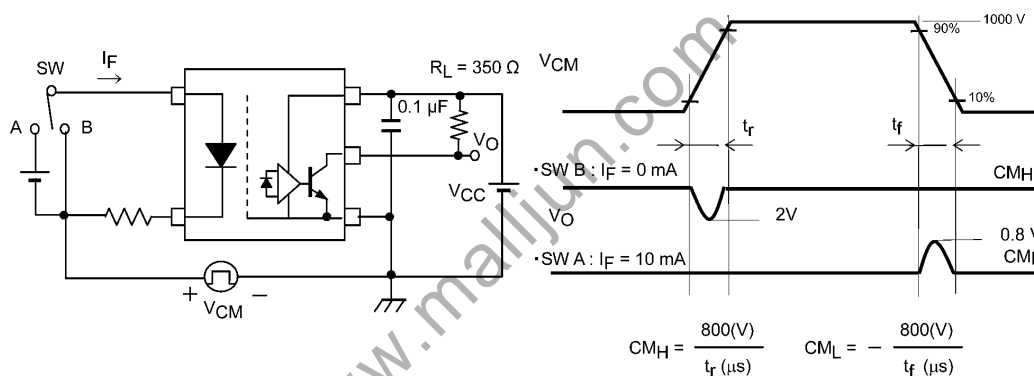 SW
IF
A
B
RL = 350 Ω
0.1 μF
VO
VCC
+
−
VCM
VCM
1000 V
90%
10%
tr
tf
・SW B : IF = 0 mA
CMH
VO
2V
0.8 V
・SW A : IF = 10 mA
CM
CMH = 800(V) / tr (μs)
CML = − 800(V) / tf (μs)
www.mallijun.com